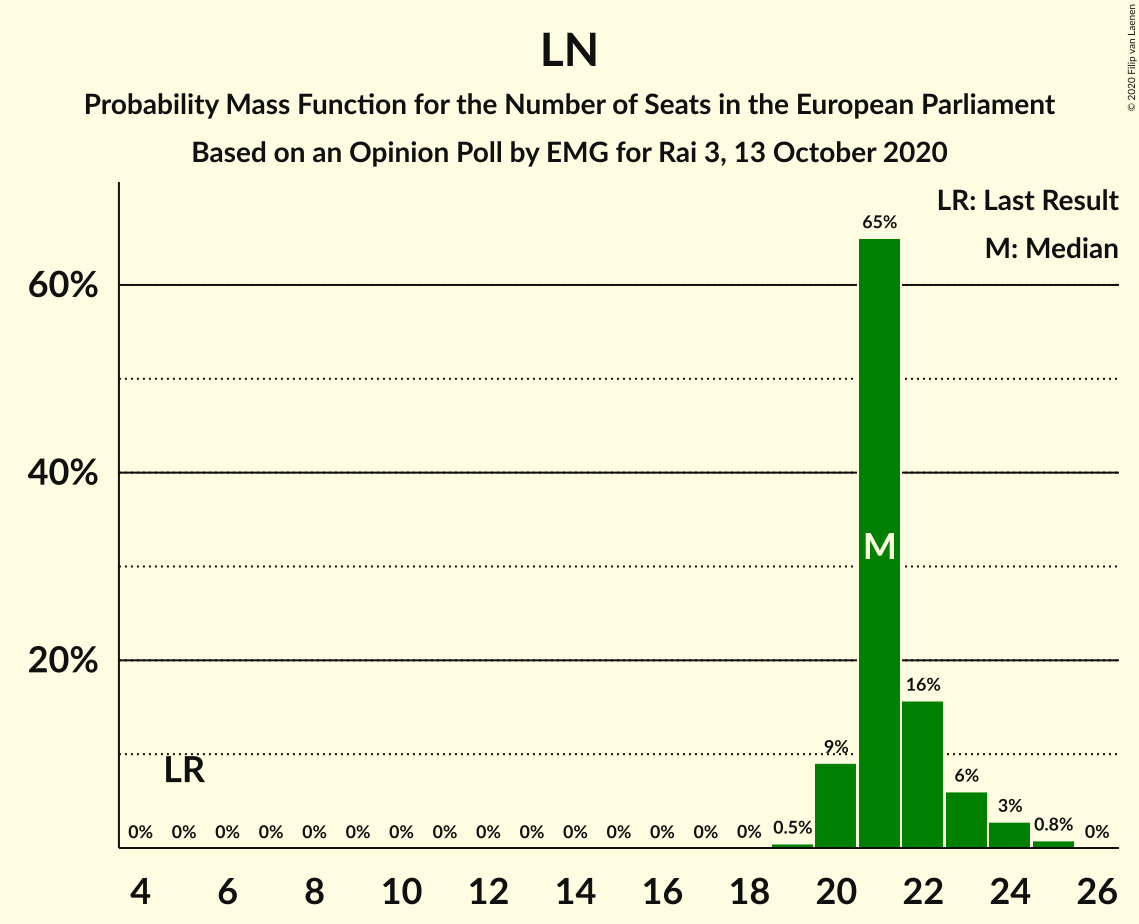 LN
Probability Mass Function for the Number of Seats in the European Parliament
Based on an Opinion Poll by EMG for Rai 3, 13 October 2020
© 2020 Filip van Laenen
LR: Last Result
M: Median
65%
60%
40%
M
20%
16%
9%
LR
6%
3%
0% 0% 0% 0% 0% 0% 0% 0% 0% 0% 0% 0% 0% 0% 0% 0.5% 0.8% 0%
4 6 8 10 12 14 16 18 20 22 24 26